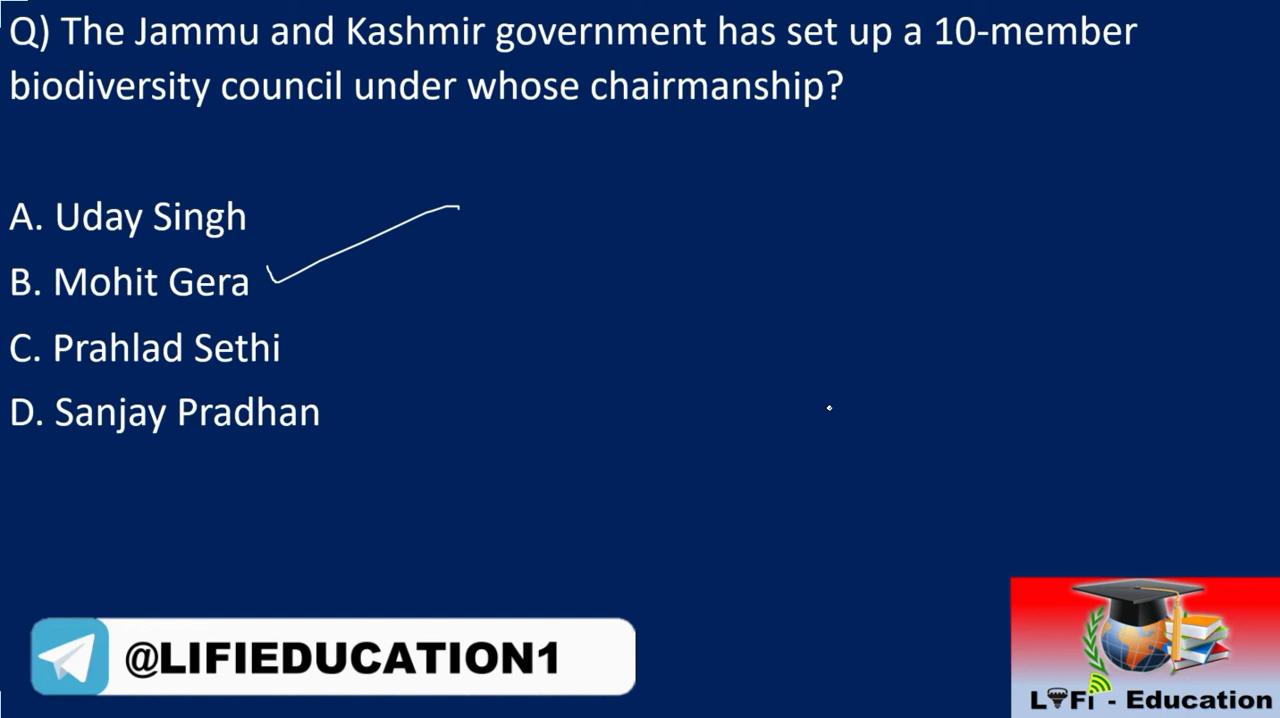 Q) The Jammu and Kashmir government has set up a 10-member
biodiversity council under whose chairmanship?
A. Uday Singh
B. Mohit Gera
C. Prahlad Sethi
D. Sanjay Pradhan
@LIFIEDUCATION1
LiFi - Education